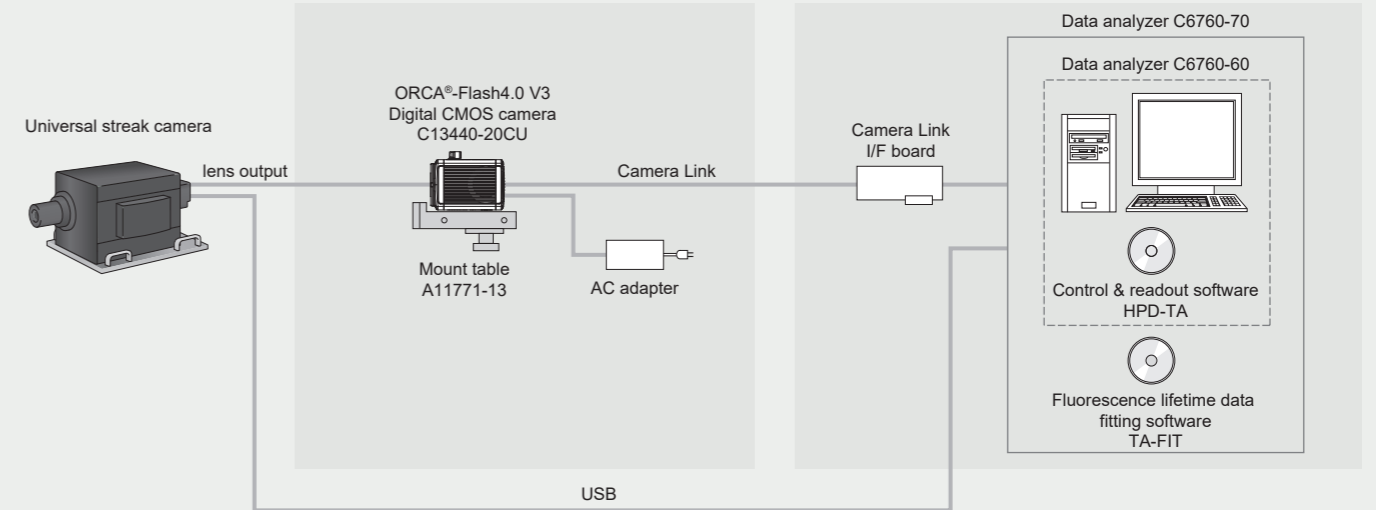 Universal streak camera
lens output
ORCA®-Flash4.0 V3
Digital CMOS camera
C13440-20CU
Mount table
A11771-13
AC adapter
Camera Link
Camera Link
I/F board
Data analyzer C6760-70
Data analyzer C6760-60
Control & readout software
HPD-TA
Fluorescence lifetime data
fitting software
TA-FIT
USB